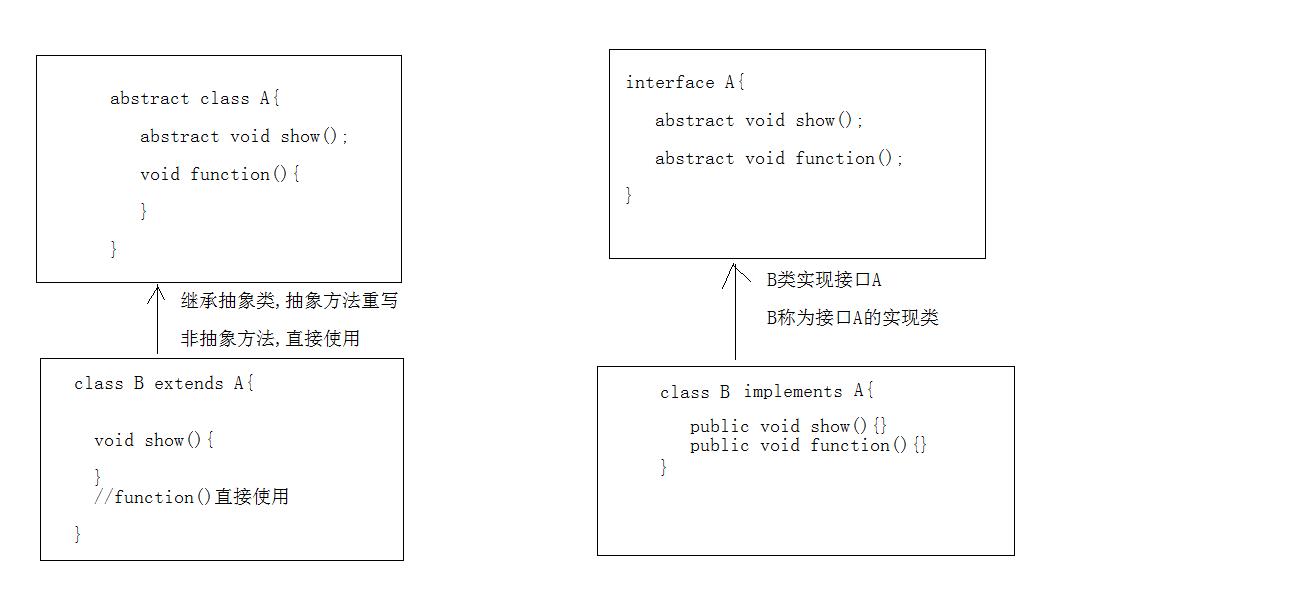 abstract class A{
abstract void show();
void function(){
}
}
继承抽象类,抽象方法重写
非抽象方法,直接使用
class B extends A{
void show(){
}
//function()直接使用
}
interface A{
abstract void show();
abstract void function();
}
B类实现接口A
B称为接口A的实现类
class B implements A{
public void show(){}
public void function(){}
}